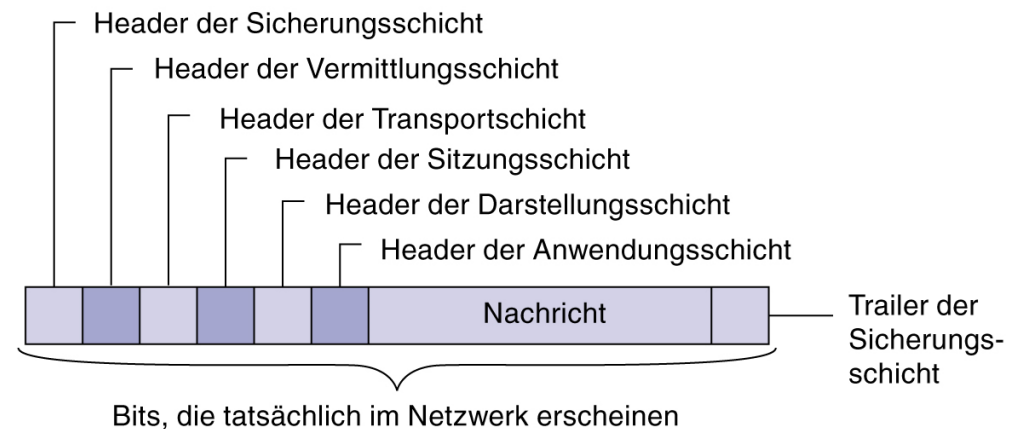 Header der Sicherungsschicht
Header der Vermittlungsschicht
Header der Transportschicht
Header der Sitzungsschicht
Header der Darstellungsschicht
Header der Anwendungsschicht
Nachricht
Trailer der
Sicherungs-
schicht
Bits, die tatsächlich im Netzwerk erscheinen